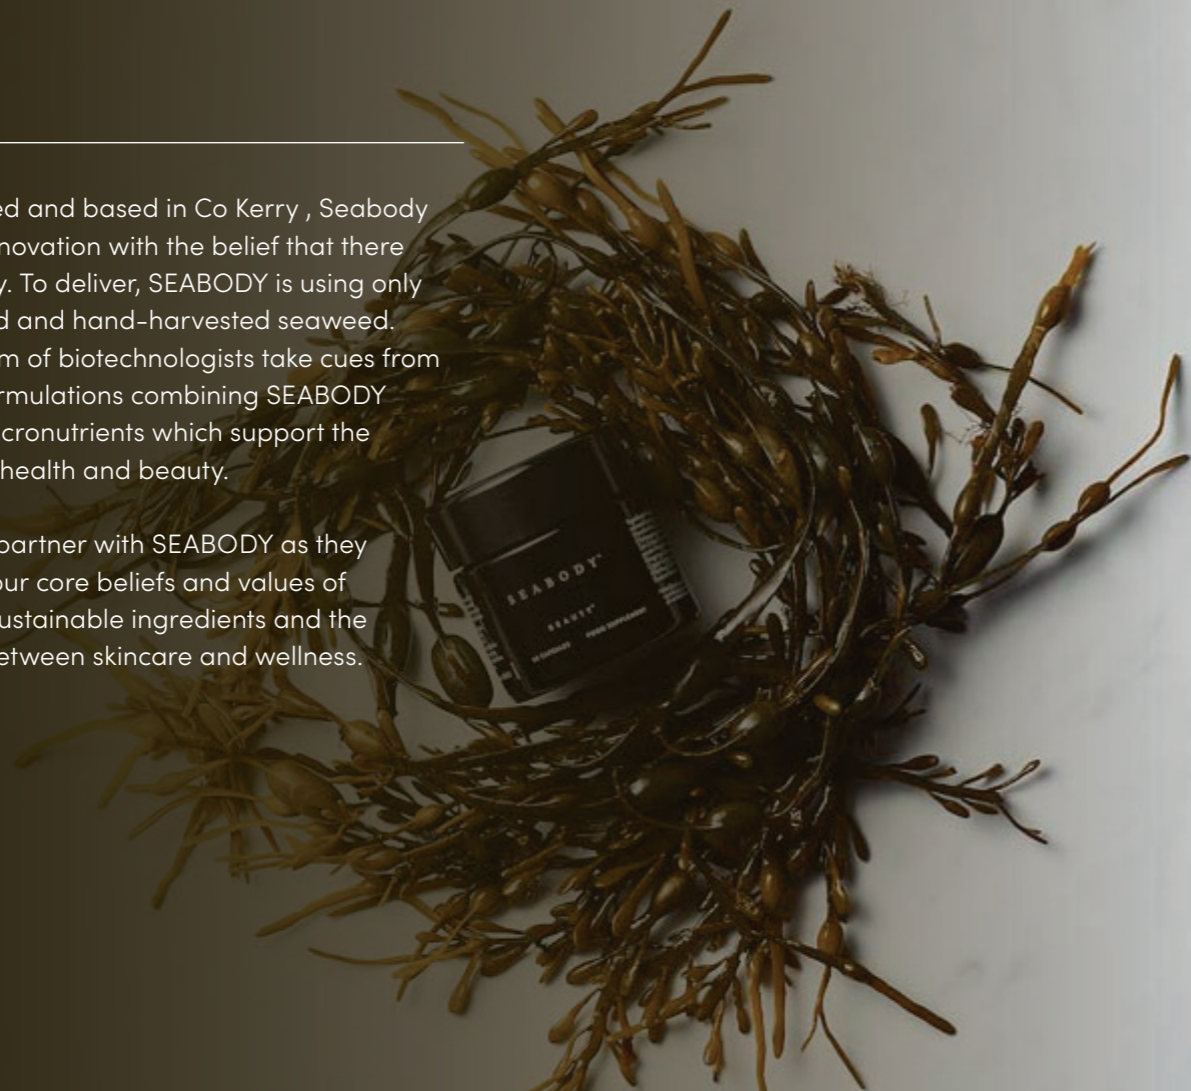 ed and based in Co Kerry , Seabody
novation with the belief that there
y. To deliver, SEABODY is using only
d and hand-harvested seaweed.
m of biotechnologists take cues from
rmulations combining SEABODY
cronutrients which support the
health and beauty.
partner with SEABODY as they
our core beliefs and values of
ustainable ingredients and the
etween skincare and wellness.
SEABODY™
BEAUTY+
FOOD SUPPLEMENT